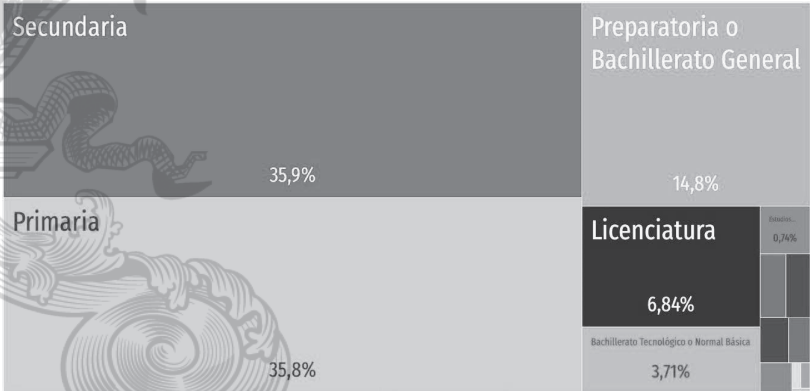 Secundaria
35,9%
Preparatoria o
Bachillerato General
14,8%
Primaria
35,8%
Licenciatura
6,84%
0,74%
Bachillerato Tecnológico o Normal Básica
3,71%